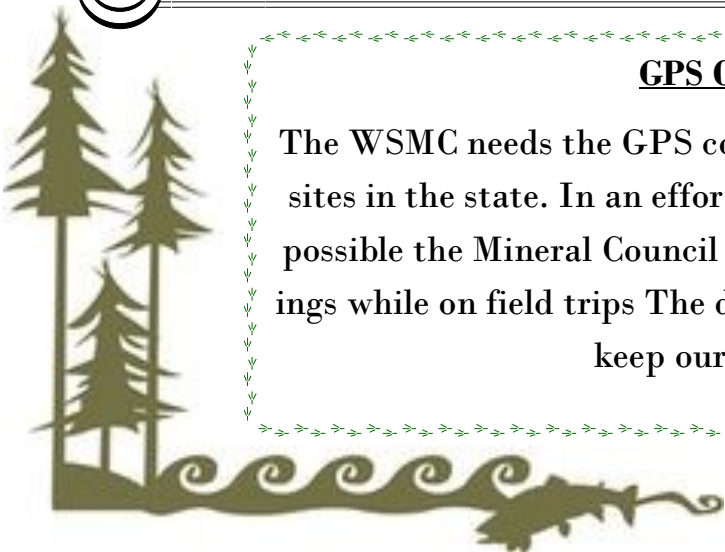 GPS
The WSMC needs the GPS
sites in the state. In an effor
possible the Mineral Council
ings while on field trips The
keep our